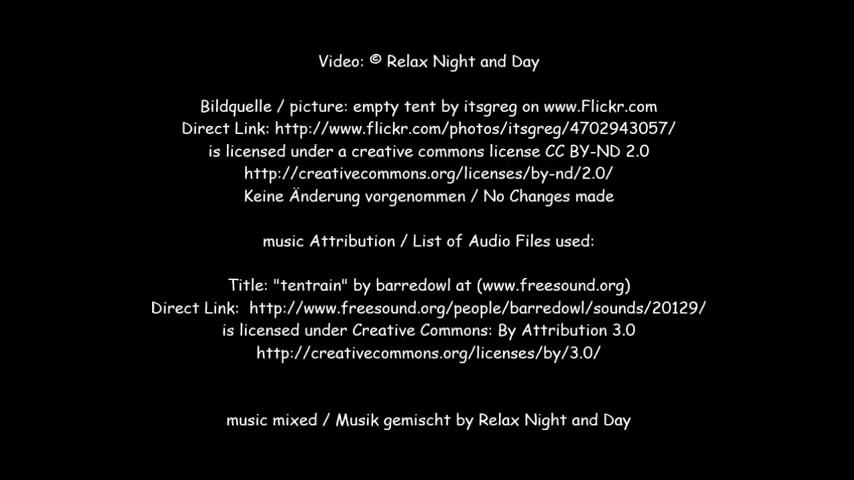 Video: © Relax Night and Day
Bildquelle / picture: empty tent by itsgreg on www.Flickr.com
Direct Link: http://www.flickr.com/photos/itsgreg/4702943057/
is licensed under a creative commons license CC BY-ND 2.0
http://creativecommons.org/licenses/by-nd/2.0/
Keine Änderung vorgenommen / No Changes made
music Attribution / List of Audio Files used:
Title: "tentrain" by barredowl at (www.freesound.org)
Direct Link: http://www.freesound.org/people/barredowl/sounds/20129/
is licensed under Creative Commons: By Attribution 3.0
http://creativecommons.org/licenses/by/3.0/
music mixed / Musik gemischt by Relax Night and Day